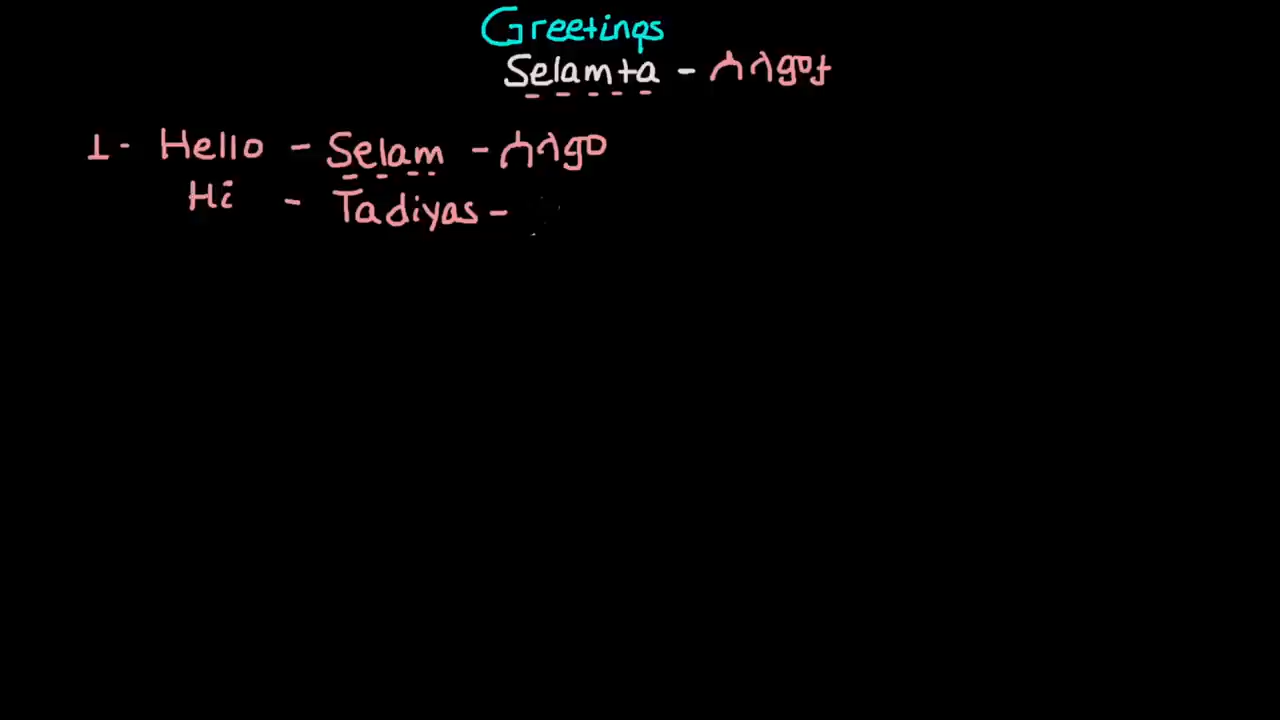 Greetings
Selamta - ሰላምታ
1- Hello - Selam - ሰላም
Hi - Tadiyas -